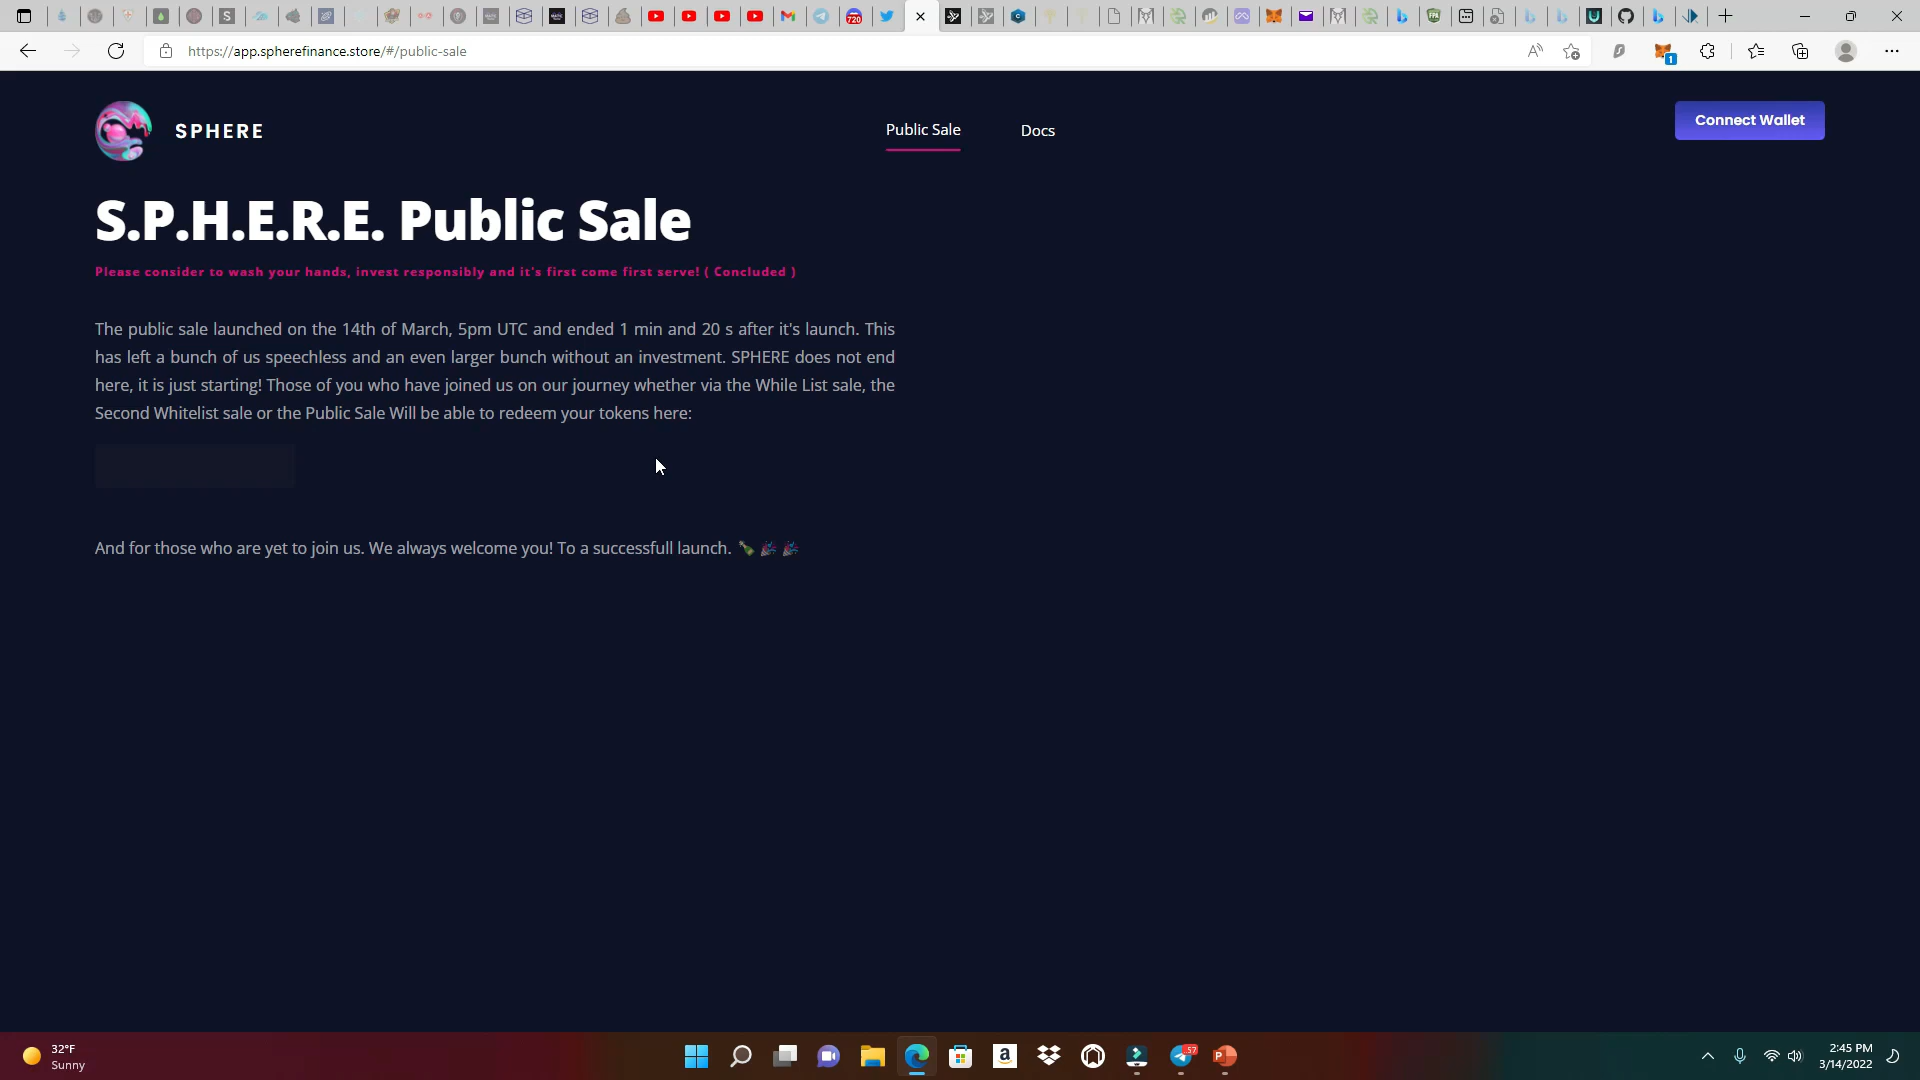 720
https://app.spherefinance.store/#/public-sale
1
SPHERE
Public Sale
Docs
Connect Wallet
S.P.H.E.R.E. Public Sale
Please consider to wash your hands, invest responsibly and it's first come first serve! ( Concluded )
The public sale launched on the 14th of March, 5pm UTC and ended 1 min and 20 s after it's launch. This
has left a bunch of us speechless and an even larger bunch without an investment. SPHERE does not end
here, it is just starting! Those of you who have joined us on our journey whether via the While List sale, the
Second Whitelist sale or the Public Sale Will be able to redeem your tokens here:
And for those who are yet to join us. We always welcome you! To a successfull launch. 🍾 🎉 🎉
32°F
Sunny
57
2:45 PM
3/14/2022